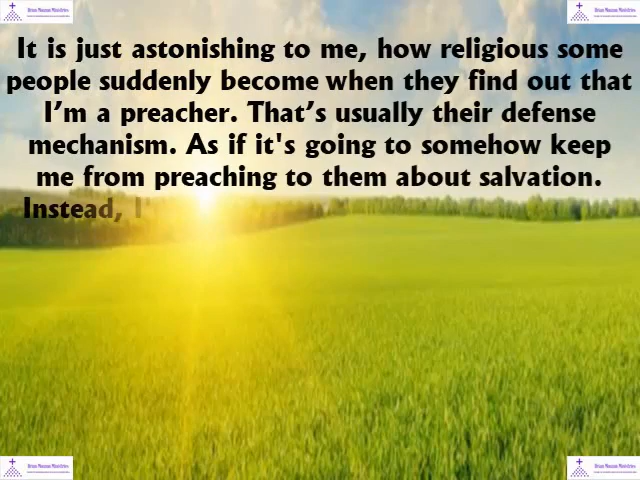 It is just astonishing to me, how religious some
people suddenly become when they find out that
I’m a preacher. That’s usually their defense
mechanism. As if it's going to somehow keep
me from preaching to them about salvation.
Instead, I